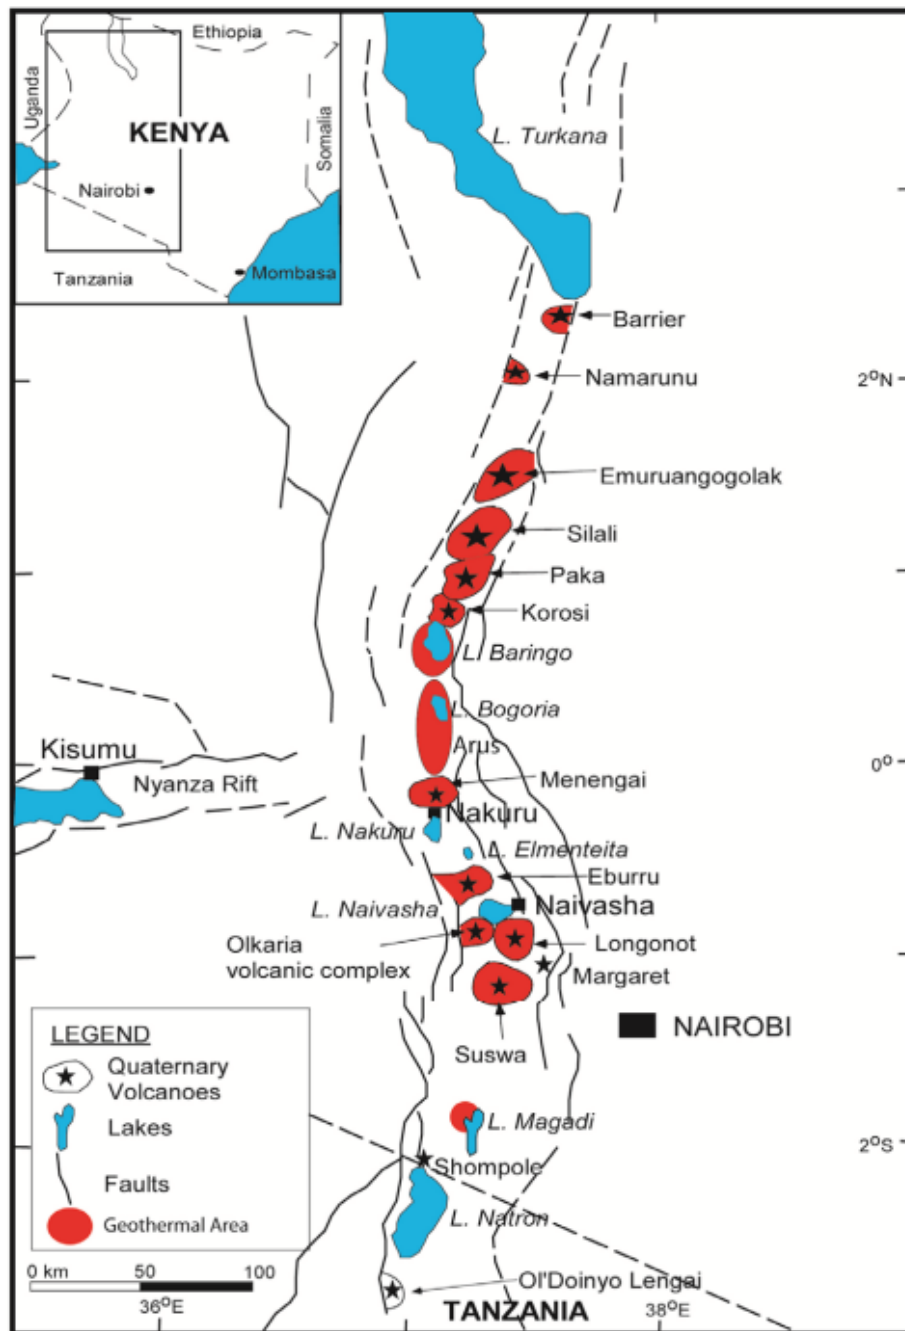 Ethiopia
Uganda
KENYA
Somalia
Nairobi
Tanzania
Mombasa
L. Turkana
Barrier
Namarunu
2°N
Emuruangogolak
Silali
Paka
Korosi
L. Baringo
L. Bogoria
Arus
Kisumu
Nyanza Rift
Menengai
0°
Nakuru
L. Nakuru
L. Elmenteita
Eburru
L. Naivasha
Naivasha
Olkaria
volcanic complex
Longonot
Margaret
NAIROBI
Suswa
LEGEND
Quaternary
Volcanoes
Lakes
Faults
Geothermal Area
L. Magadi
2°S
Shompole
L. Natron
0 km 50 100
Ol'Doinyo Lengai
36°E
TANZANIA
38°E